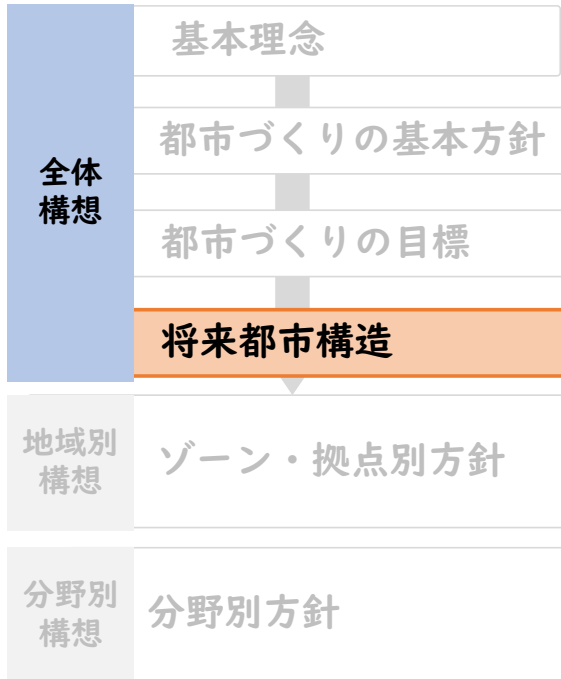 全体
構想
基本理念
都市づくりの基本方針
都市づくりの目標
将来都市構造
地域別
構想
ゾーン・拠点別方針
分野別
構想
分野別方針